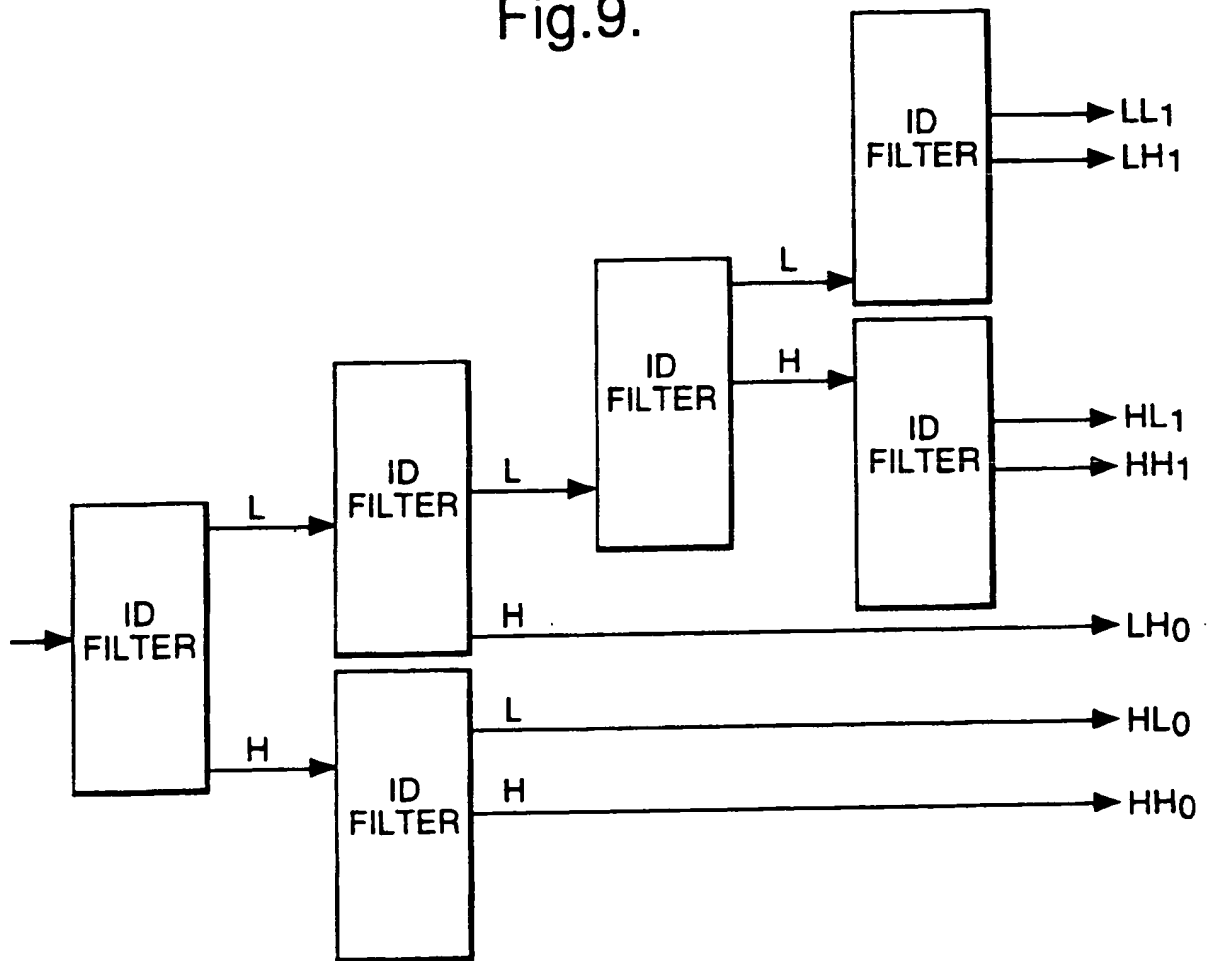 Fig.9.
ID
FILTER
LL1
LH1
L
ID
FILTER
H
ID
FILTER
HL1
HH1
ID
FILTER
L
L
ID
FILTER
H
LH0
L
HL0
H
ID
FILTER
H
HH0